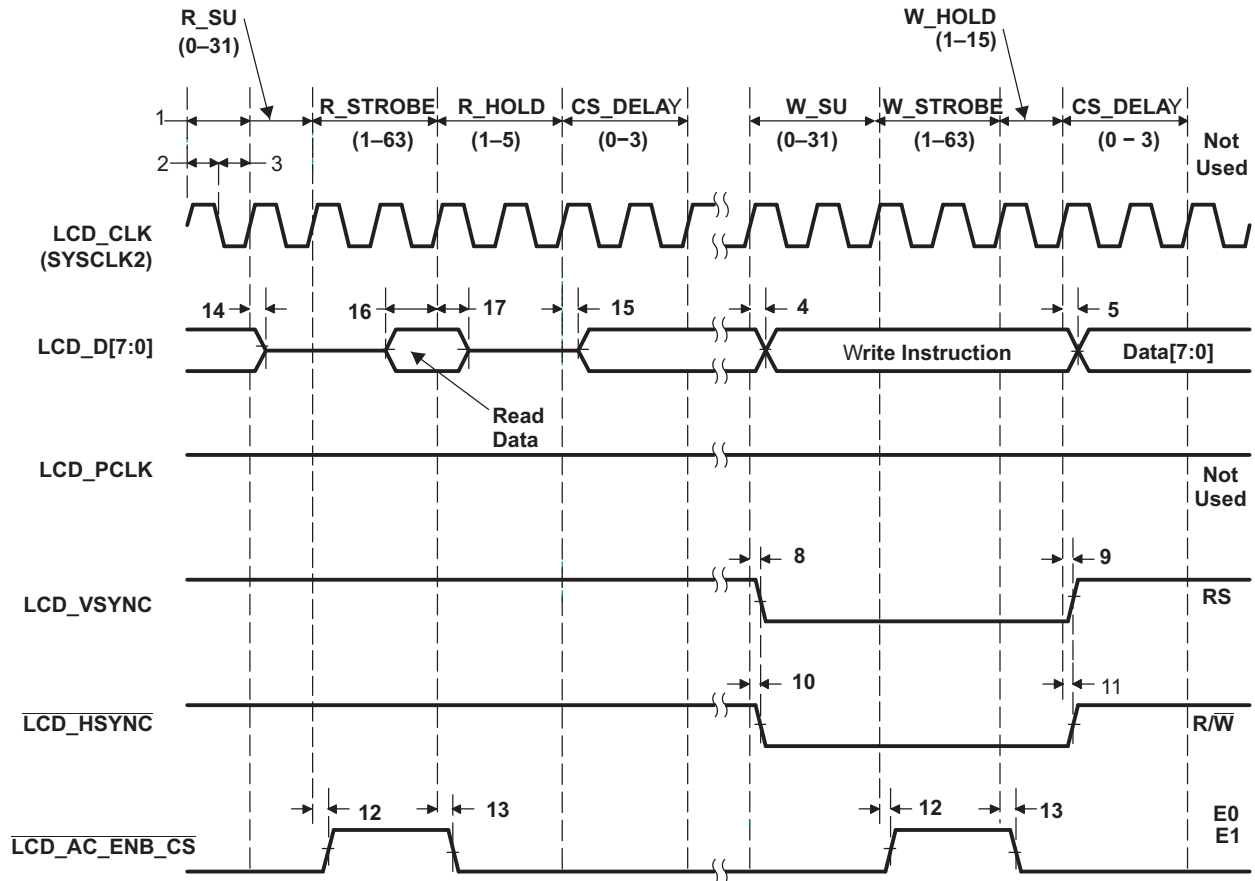 R_SU
(0–31)
W_HOLD
(1–15)
1
R_STROBE
(1–63)
R_HOLD
(1–5)
CS_DELAY
(0–3)
W_SU
(0–31)
W_STROBE
(1–63)
CS_DELAY
(0 – 3)
Not
Used
2
3
LCD_CLK
(SYSCLK2)
14
16
17
15
4
5
LCD_D[7:0]
Write Instruction
Data[7:0]
Read
Data
LCD_PCLK
Not
Used
8
9
LCD_VSYNC
RS
10
11
LCD_HSYNC
R/W
12
13
12
13
E0
E1
LCD_AC_ENB_CS